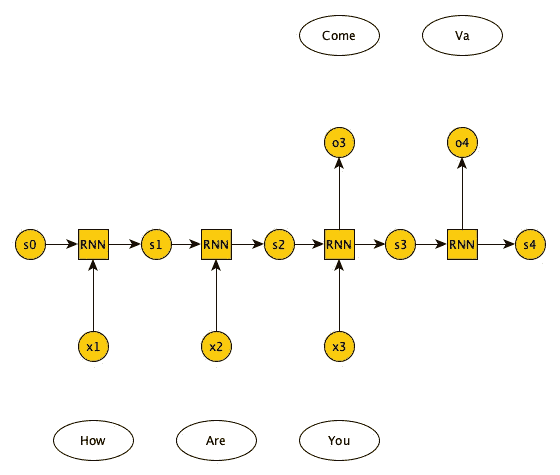 Come Va
o3 o4
s0 RNN s1 RNN s2 RNN s3 RNN s4
x1 x2 x3
How Are You